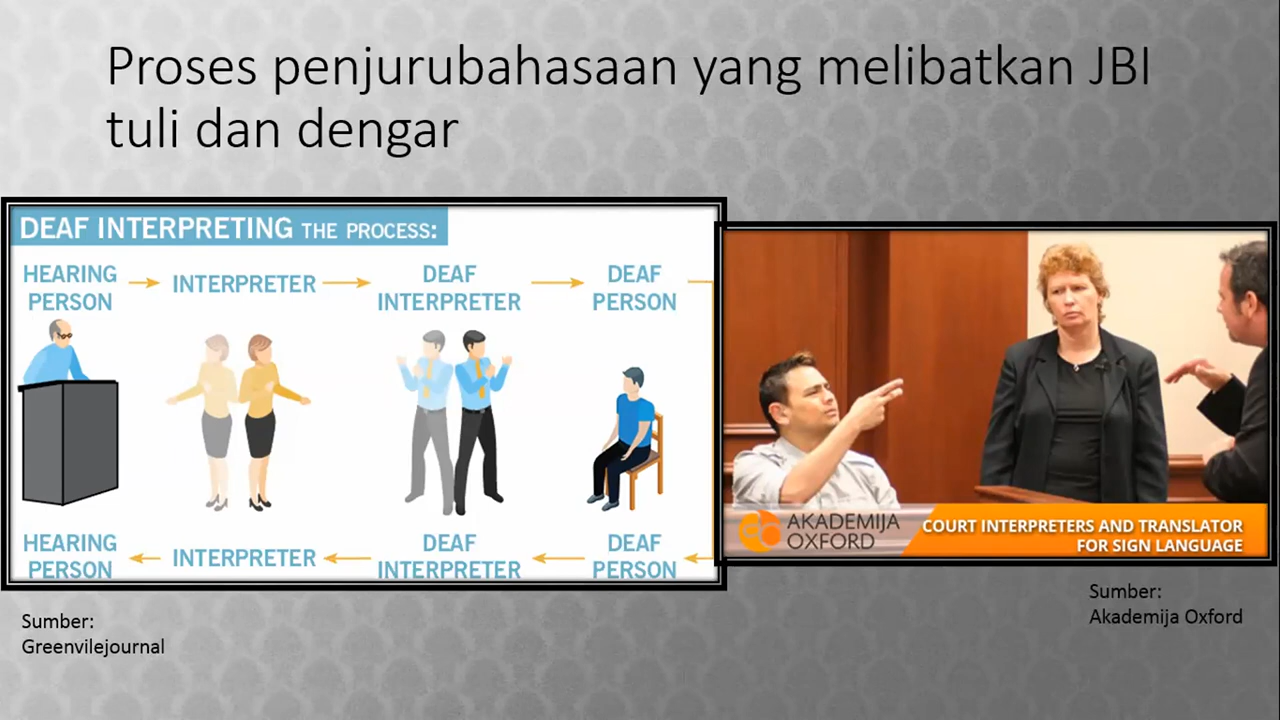 Proses penjurubahasaan yang melibatkan JBI
tuli dan dengar
DEAF INTERPRETING THE PROCESS:
HEARING
PERSON
INTERPRETER
DEAF
INTERPRETER
DEAF
PERSON
HEARING
PERSON
INTERPRETER
DEAF
INTERPRETER
DEAF
PERSON
AKADEMIJA
OXFORD
COURT INTERPRETERS AND TRANSLATOR
FOR SIGN LANGUAGE
Sumber:
Greenvilejournal
Sumber:
Akademija Oxford